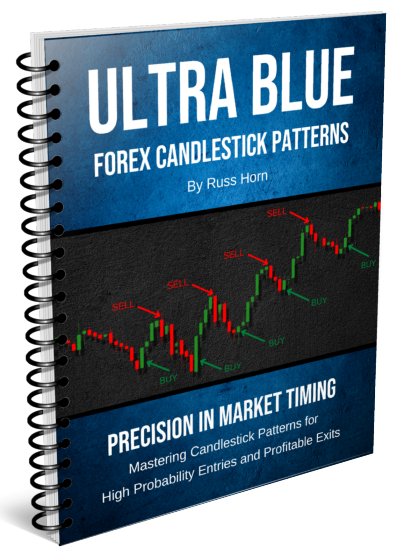 ULTRA BLUE
FOREX CANDLESTICK PATTERNS
By Russ Horn
SELL
SELL
SELL
SELL
BUY
BUY
BUY
BUY
BUY
PRECISION IN MARKET TIMING
Mastering Candlestick Patterns for
High Probability Entries and Profitable Exits